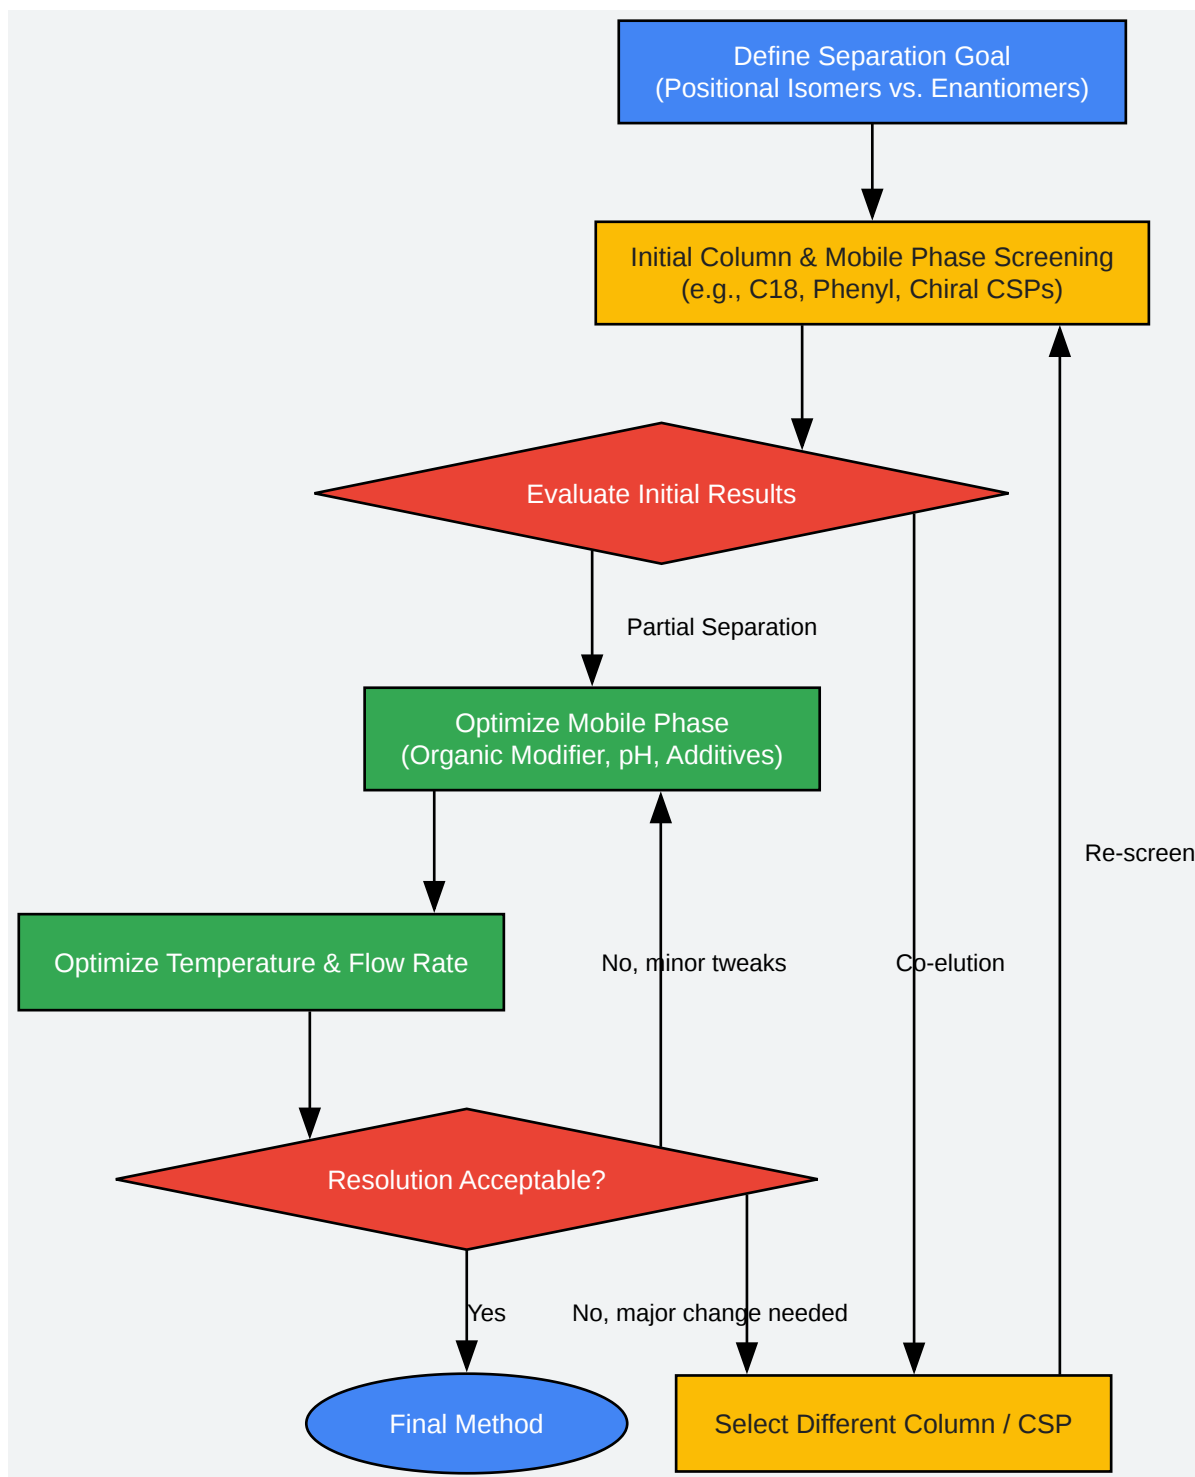 Define Separation Goal
(Positional Isomers vs. Enantiomers)
Initial Column & Mobile Phase Screening
(e.g., C18, Phenyl, Chiral CSPs)
Evaluate Initial Results
Partial Separation
Optimize Mobile Phase
(Organic Modifier, pH, Additives)
Re-screen
Optimize Temperature & Flow Rate
No, minor tweaks
Co-elution
Resolution Acceptable?
Yes
No, major change needed
Final Method
Select Different Column / CSP